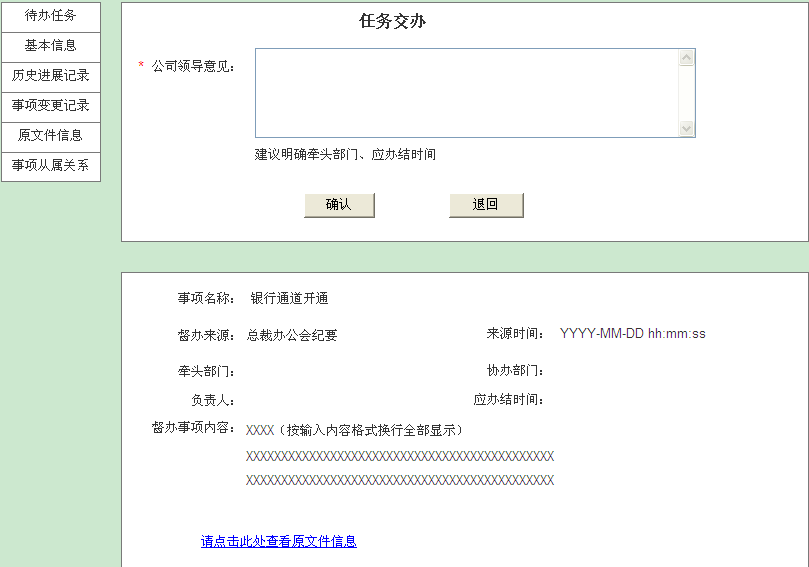 待办任务
基本信息
历史进展记录
事项变更记录
原文件信息
事项从属关系
任务交办
* 公司领导意见：
建议明确牵头部门、应办结时间
确认 退回
事项名称： 银行通道开通
督办来源： 总裁办公会纪要 来源时间： YYYY-MM-DD hh:mm:ss
牵头部门： 协办部门：
负责人： 应办结时间：
督办事项内容： XXXX（按输入内容格式换行全部显示）
XXXXXXXXXXXXXXXXXXXXXXXXXXXXXXXXXXXXXXXXXXXX
XXXXXXXXXXXXXXXXXXXXXXXXXXXXXXXXXXXXXXXXXXXX
请点击此处查看原文件信息